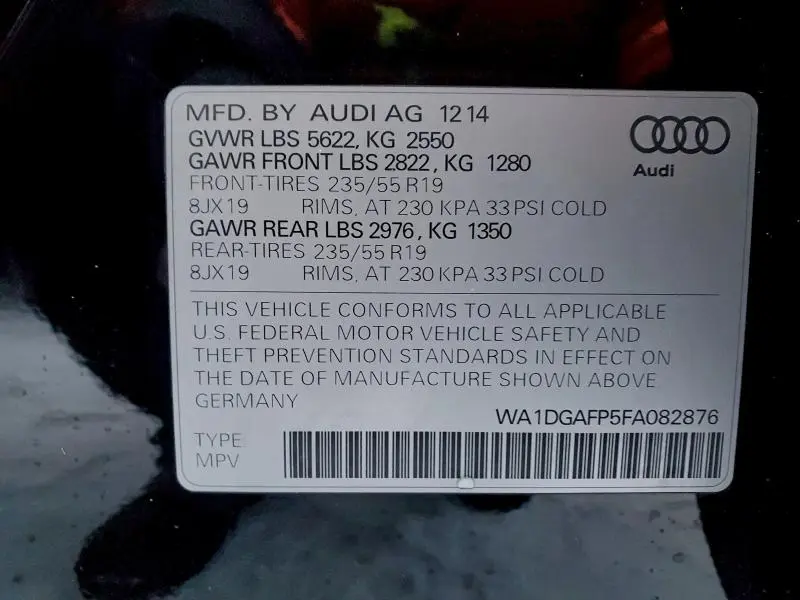 MFD. BY AUDI AG 12 14
GVWR LBS 5622, KG 2550
GAWR FRONT LBS 2822, KG 1280
FRONT-TIRES 235/55 R19
8JX19 RIMS, AT 230 KPA 33 PSI COLD
GAWR REAR LBS 2976, KG 1350
REAR-TIRES 235/55 R19
8JX19 RIMS, AT 230 KPA 33 PSI COLD
Audi
THIS VEHICLE CONFORMS TO ALL APPLICABLE
U.S. FEDERAL MOTOR VEHICLE SAFETY AND
THEFT PREVENTION STANDARDS IN EFFECT ON
THE DATE OF MANUFACTURE SHOWN ABOVE
GERMANY
WA1DGAFP5FA082876
TYPE:
MPV